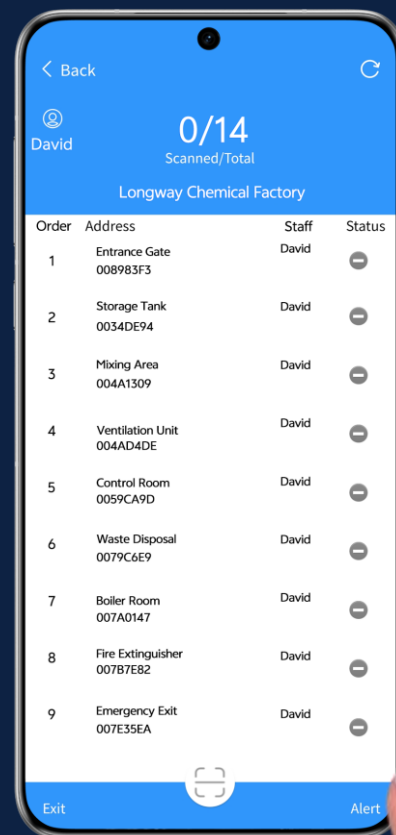 Back
David
0/14
Scanned/Total
Longway Chemical Factory
Order Address Staff Status
1 Entrance Gate David
008983F3
2 Storage Tank David
0034DE94
3 Mixing Area David
004A1309
4 Ventilation Unit David
004AD4DE
5 Control Room David
0059CA9D
6 Waste Disposal David
0079C6E9
7 Boiler Room David
007A0147
8 Fire Extinguisher David
007B7E82
9 Emergency Exit David
007E35EA
Exit Alert